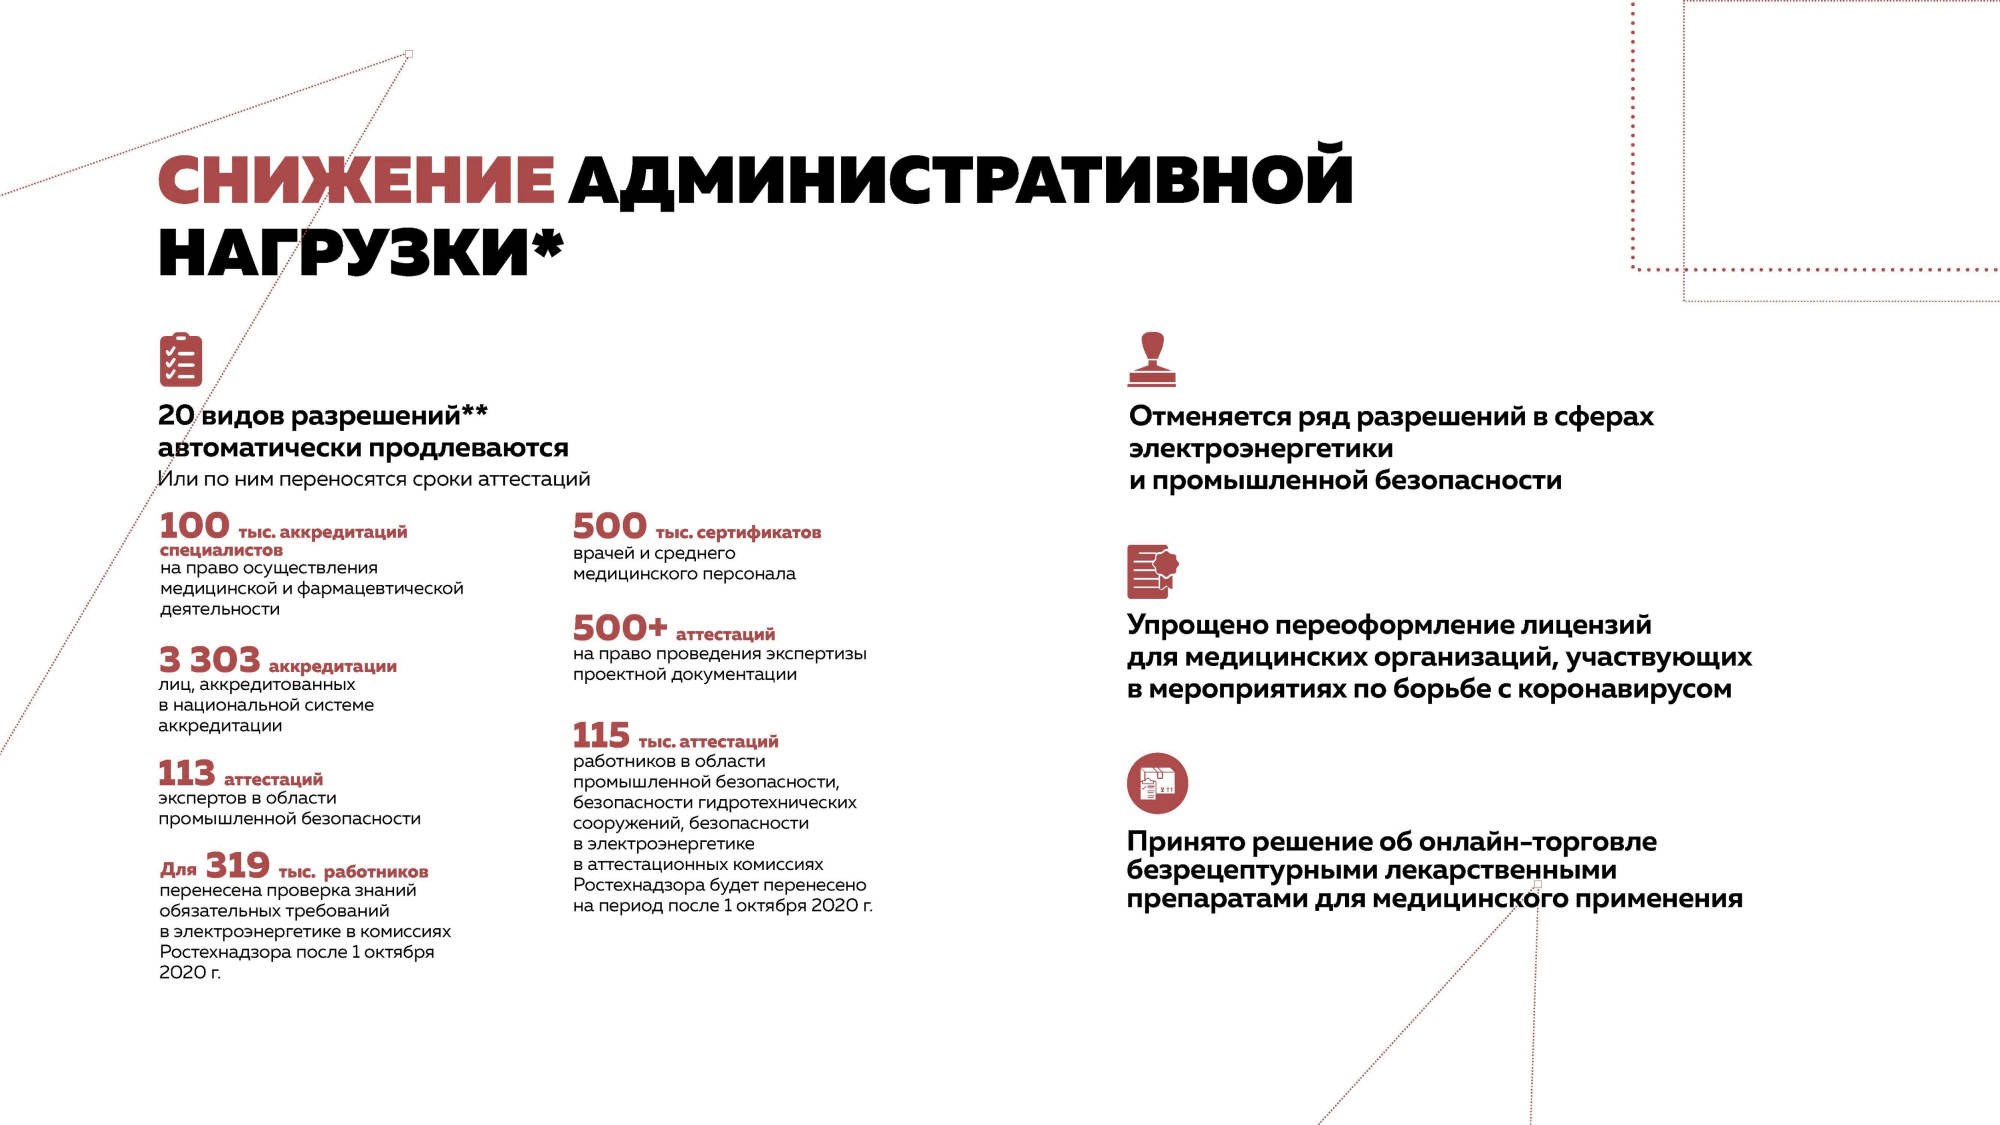 СНИЖЕНИЕ АДМИНИСТРАТИВНОЙ
НАГРУЗКИ*
20 видов разрешений**
автоматически продлеваются
Или по ним переносятся сроки аттестаций
100 тыс. аккредитаций
специалистов
на право осуществления
медицинской и фармацевтической
деятельности
3 303 аккредитации
лиц, аккредитованных
в национальной системе
аккредитации
113 аттестаций
экспертов в области
промышленной безопасности
Для 319 тыс. работников
перенесена проверка знаний
обязательных требований
в электроэнергетике в комиссиях
Ростехнадзора после 1 октября
2020 г.
500 тыс. сертификатов
врачей и среднего
медицинского персонала
500+ аттестаций
на право проведения экспертизы
проектной документации
115 тыс. аттестаций
работников в области
промышленной безопасности,
безопасности гидротехнических
сооружений, безопасности
в электроэнергетике
в аттестационных комиссиях
Ростехнадзора будет перенесено
на период после 1 октября 2020 г.
Отменяется ряд разрешений в сферах
электроэнергетики
и промышленной безопасности
Упрощено переоформление лицензий
для медицинских организаций, участвующих
в мероприятиях по борьбе с коронавирусом
Принято решение об онлайн-торговле
безрецептурными лекарственными
препаратами для медицинского применения